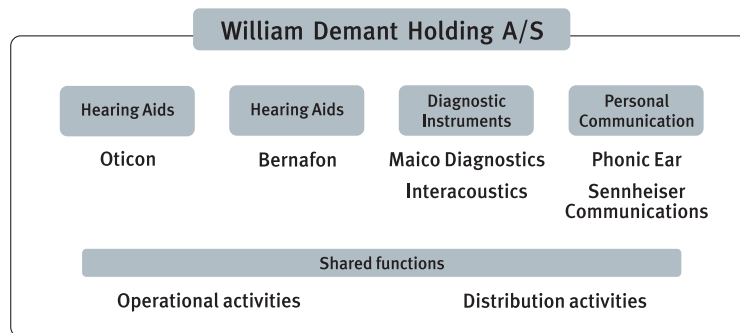 William Demant Holding A/S
Hearing Aids
Oticon
Hearing Aids
Bernafon
Diagnostic
Instruments
Maico Diagnostics
Interacoustics
Personal
Communication
Phonic Ear
Sennheiser
Communications
Shared functions
Operational activities
Distribution activities